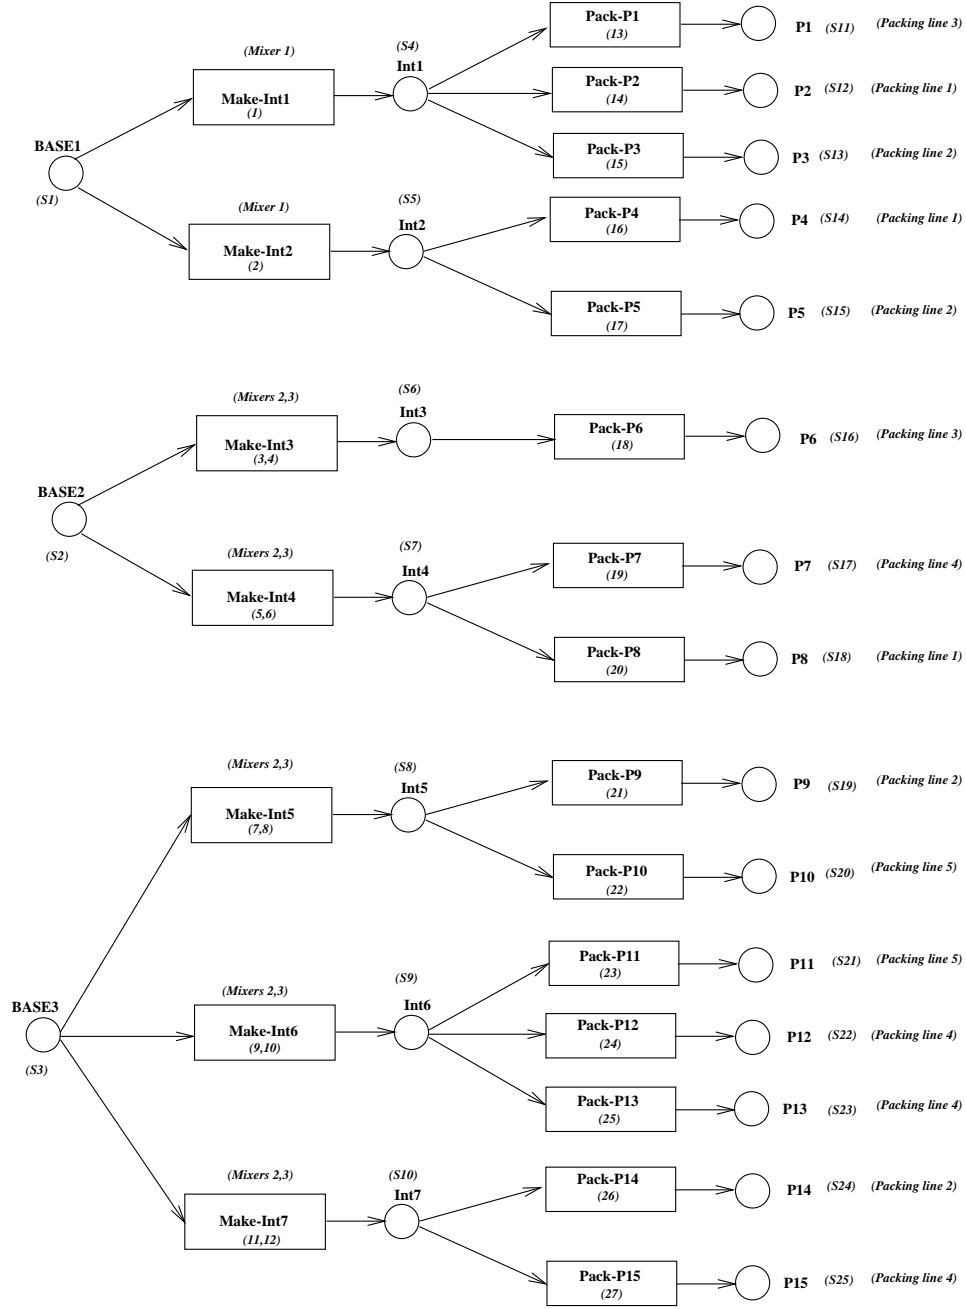 Pack-P1
(13)
P1 (S11) (Packing line 3)
(Mixer 1)
(S4)
Int1
Pack-P2
(14)
P2 (S12) (Packing line 1)
Make-Int1
(1)
BASE1
(S1)
Pack-P3
(15)
P3 (S13) (Packing line 2)
(Mixer 1)
(S5)
Int2
Pack-P4
(16)
P4 (S14) (Packing line 1)
Make-Int2
(2)
Pack-P5
(17)
P5 (S15) (Packing line 2)
(Mixers 2,3)
(S6)
Int3
Make-Int3
(3,4)
Pack-P6
(18)
P6 (S16) (Packing line 3)
BASE2
(S2)
(Mixers 2,3)
(S7)
Int4
Make-Int4
(5,6)
Pack-P7
(19)
P7 (S17) (Packing line 4)
Pack-P8
(20)
P8 (S18) (Packing line 1)
(Mixers 2,3)
(S8)
Int5
Make-Int5
(7,8)
Pack-P9
(21)
P9 (S19) (Packing line 2)
Pack-P10
(22)
P10 (S20) (Packing line 5)
Pack-P11
(23)
P11 (S21) (Packing line 5)
BASE3
(S3)
(Mixers 2,3)
(S9)
Int6
Make-Int6
(9,10)
Pack-P12
(24)
P12 (S22) (Packing line 4)
Pack-P13
(25)
P13 (S23) (Packing line 4)
(Mixers 2,3)
(S10)
Int7
Make-Int7
(11,12)
Pack-P14
(26)
P14 (S24) (Packing line 2)
Pack-P15
(27)
P15 (S25) (Packing line 4)